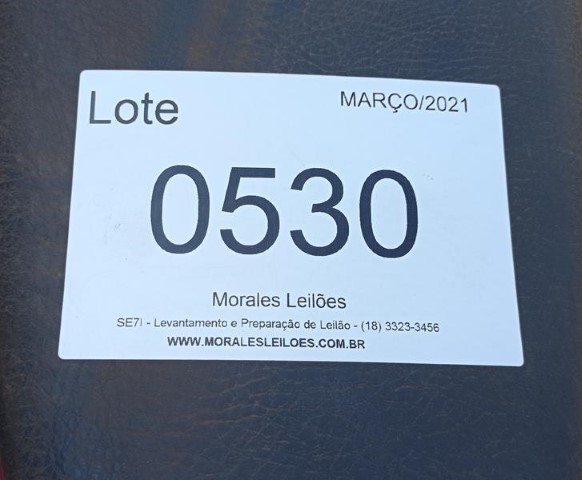 Lote MARÇO/2021
0530
Morales Leilões
SE7I - Levantamento e Preparação de Leilão - (18) 3323-3456
WWW.MORALESLEILOES.COM.BR